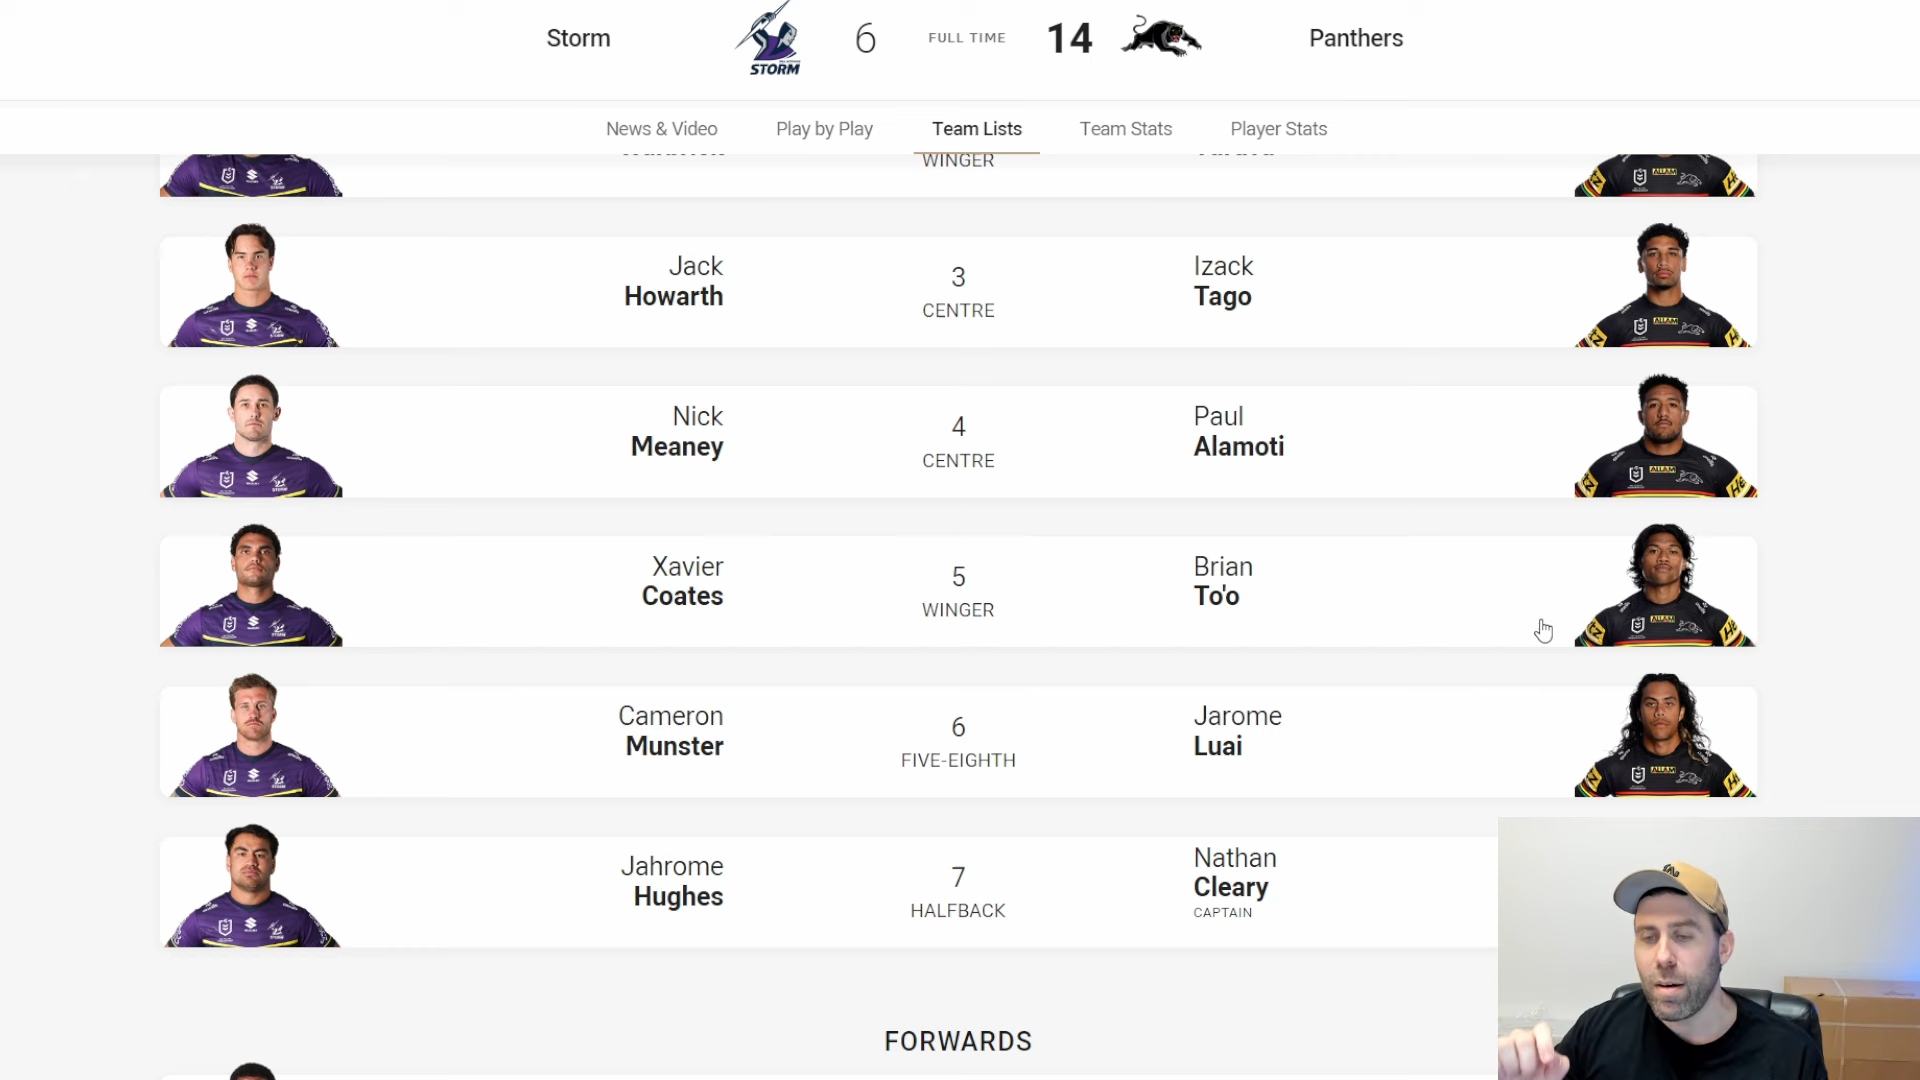 Storm
STORM
6
FULL TIME
14
Panthers
News & Video
Play by Play
Team Lists
Team Stats
Player Stats
WINGER
Jack
Howarth
3
CENTRE
Izack
Tago
Nick
Meaney
4
CENTRE
Paul
Alamoti
Xavier
Coates
5
WINGER
Brian
To'o
Cameron
Munster
6
FIVE-EIGHTH
Jarome
Luai
Jahrome
Hughes
7
HALFBACK
Nathan
Cleary
CAPTAIN
FORWARDS